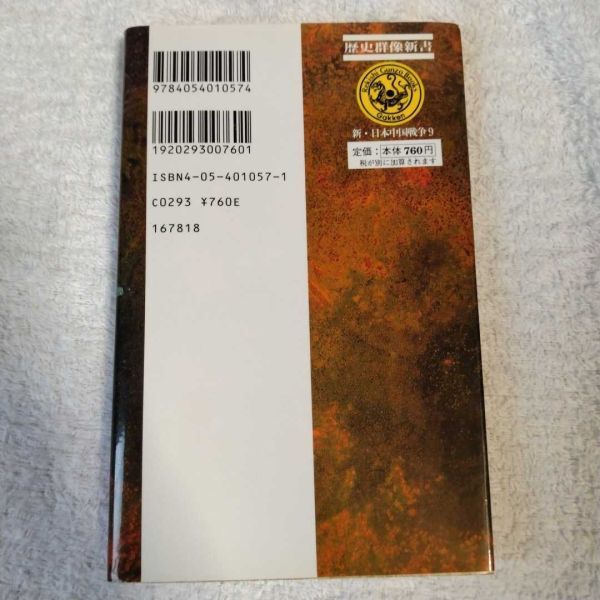 9784054010574
1920293007601
ISBN4-05-401057-1
C0293 ¥760E
167818
歴史群像新書
Rekishi Gunzo Books
Gakken
新・日本中国戦争9
定価：本体760円
税が別に加算されます